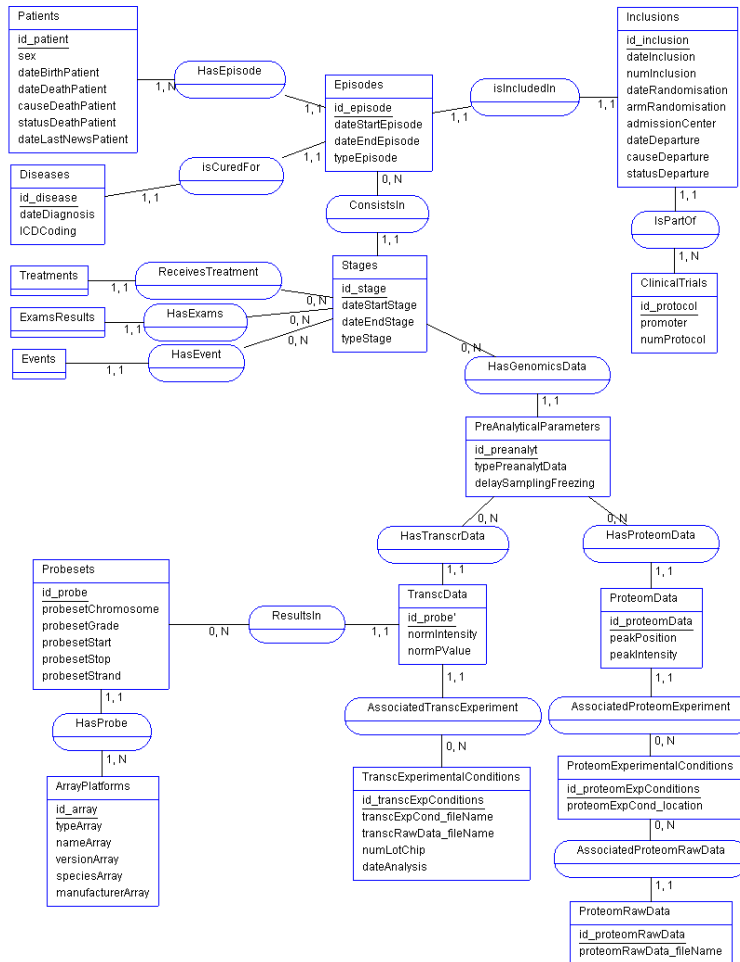 Patients
id_patient
sex
dateBirthPatient
dateDeathPatient
causeDeathPatient
statusDeathPatient
dateLastNewsPatient
HasEpisode
1, N
1, 1
Episodes
id_episode
dateStartEpisode
dateEndEpisode
typeEpisode
isIncludedIn
1, 1
1, 1
Inclusions
id_inclusion
dateInclusion
numInclusion
dateRandomisation
armRandomisation
admissionCenter
dateDeparture
causeDeparture
statusDeparture
Diseases
id_disease
dateDiagnosis
ICDCoding
isCuredFor
1, 1
1, 1
0, N
ConsistsIn
1, 1
1, 1
IsPartOf
1, N
ClinicalTrials
id_protocol
promoter
numProtocol
Treatments
1, 1
ReceivesTreatment
0, N
ExamsResults
1, 1
HasExams
0, N
Events
1, 1
HasEvent
0, N
Stages
id_stage
dateStartStage
dateEndStage
typeStage
0, N
HasGenomicsData
1, 1
PreAnalyticalParameters
id_preanalyt
typePreanalytData
delaySamplingFreezing
0, N
0, N
HasTranscrData
1, 1
HasProteomData
1, 1
Probesets
id_probe
probesetChromosome
probesetGrade
probesetStart
probesetStop
probesetStrand
0, N
ResultsIn
1, 1
TranscData
id_probe'
normIntensity
normPValue
ProteomData
id_proteomData
peakPosition
peakIntensity
1, 1
HasProbe
1, N
ArrayPlatforms
id_array
typeArray
nameArray
versionArray
speciesArray
manufacturerArray
1, 1
AssociatedTranscExperiment
0, N
TranscExperimentalConditions
id_transcExpConditions
transcExpCond_fileName
transcRawData_fileName
numLotChip
dateAnalysis
1, 1
AssociatedProteomExperiment
0, N
ProteomExperimentalConditions
id_proteomExpConditions
proteomExpCond_location
0, N
AssociatedProteomRawData
1, 1
ProteomRawData
id_proteomRawData
proteomRawData_fileName